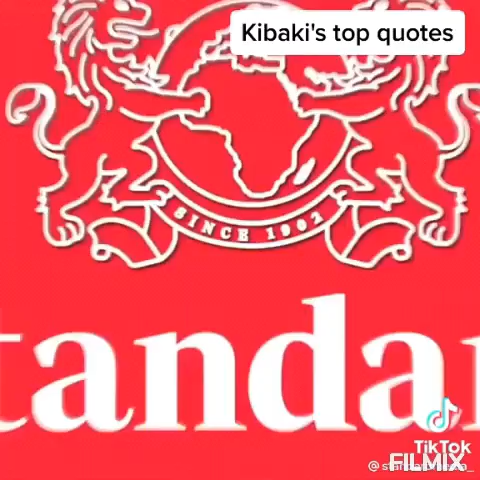 Kibaki's top quotes
SINCE 1902
tandar
TikTok
FILMIX